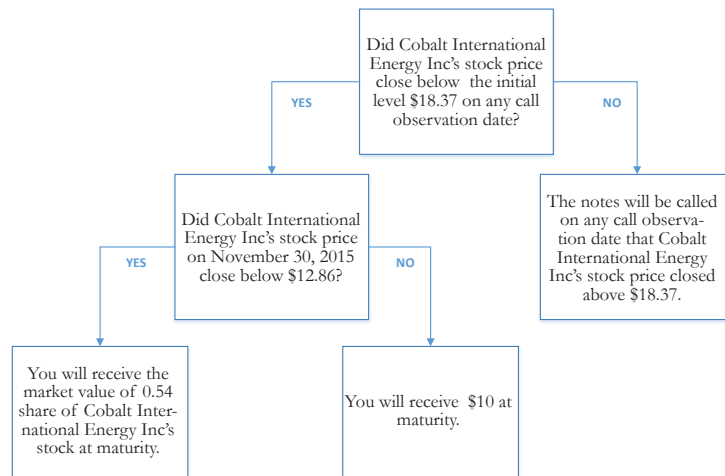 Did Cobalt International
Energy Inc's stock price
close below the initial
level $18.37 on any call
observation date?
YES
NO
Did Cobalt International
Energy Inc's stock price
on November 30, 2015
close below $12.86?
The notes will be called
on any call observa-
tion date that Cobalt
International Energy
Inc's stock price closed
above $18.37.
YES
NO
You will receive the
market value of 0.54
share of Cobalt Inter-
national Energy Inc's
stock at maturity.
You will receive $10 at
maturity.